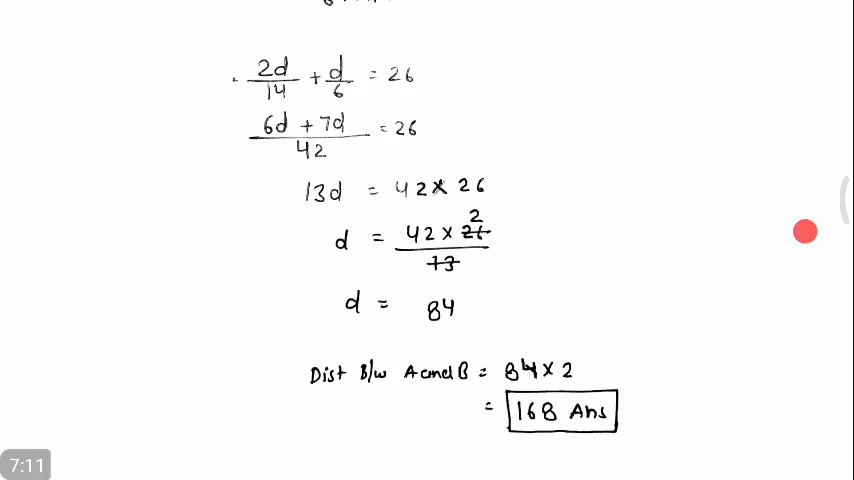 2d/14 + d/6 = 26
6d + 7d/42 = 26
13d = 42 × 26
d = 42 × 26 2/13
d = 84
Dist B/w A and B = 84 × 2
= 168 Ans
7:11